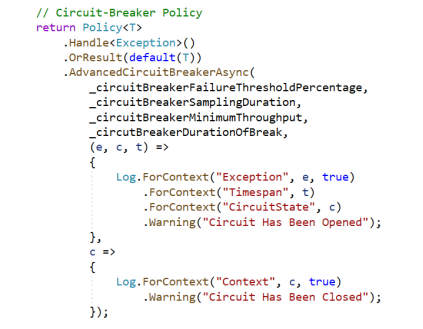 // Circuit-Breaker Policy
return Policy<T>
.Handle<Exception>()
.OrResult(default(T))
.AdvancedCircuitBreakerAsync(
_circuitBreakerFailureThresholdPercentage,
_circuitBreakerSamplingDuration,
_circuitBreakerMinimumThroughput,
_circutBreakerDurationOfBreak,
(e, c, t) =>
{
Log.ForContext("Exception", e, true)
.ForContext("Timespan", t)
.ForContext("CircuitState", c)
.Warning("Circuit Has Been Opened");
},
c =>
{
Log.ForContext("Context", c, true)
.Warning("Circuit Has Been Closed");
});